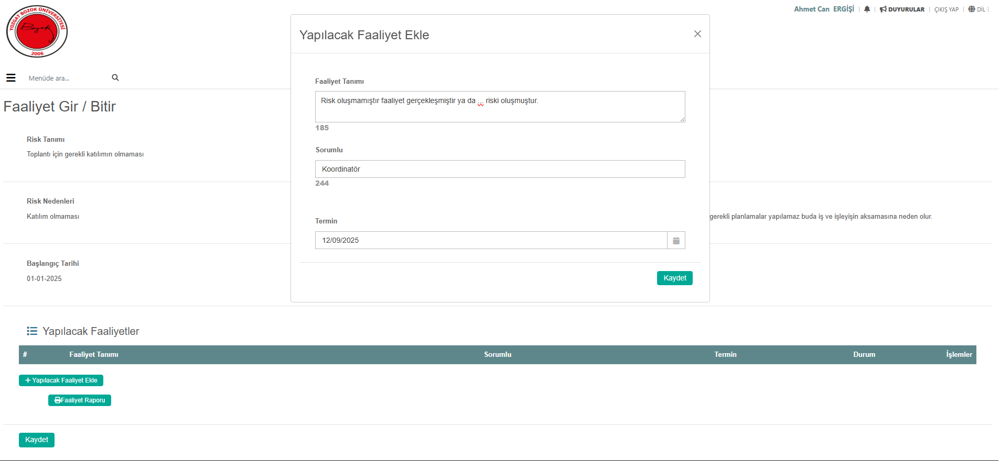 YOZGAT BOZOK ÜNİVERSİTESİ
Bozok
2006
Ahmet Can ERGİŞİ | | DUYURULAR | ÇIKIŞ YAP | DİL |
Menüde ara...
Faaliyet Gir / Bitir
Risk Tanımı
Toplantı için gerekli katılımın olmaması
Risk Nedenleri
Katılım olmaması
gerekli planlamalar yapılamaz buda iş ve işleyişin aksamasına neden olur.
Başlangıç Tarihi
01-01-2025
Yapılacak Faaliyet Ekle
Faaliyet Tanımı
Risk oluşmamıştır faaliyet gerçekleşmiştir ya da ... riski oluşmuştur.
185
Sorumlu
Koordinatör
244
Termin
12/09/2025
Kaydet
Yapılacak Faaliyetler
# Faaliyet Tanımı Sorumlu Termin Durum İşlemler
Yapılacak Faaliyet Ekle
Faaliyet Raporu
Kaydet